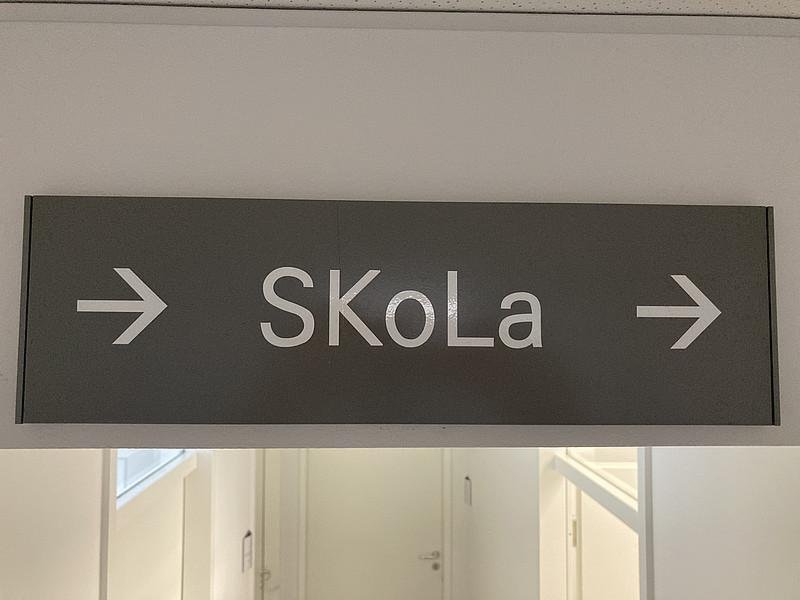 → SKoLa →